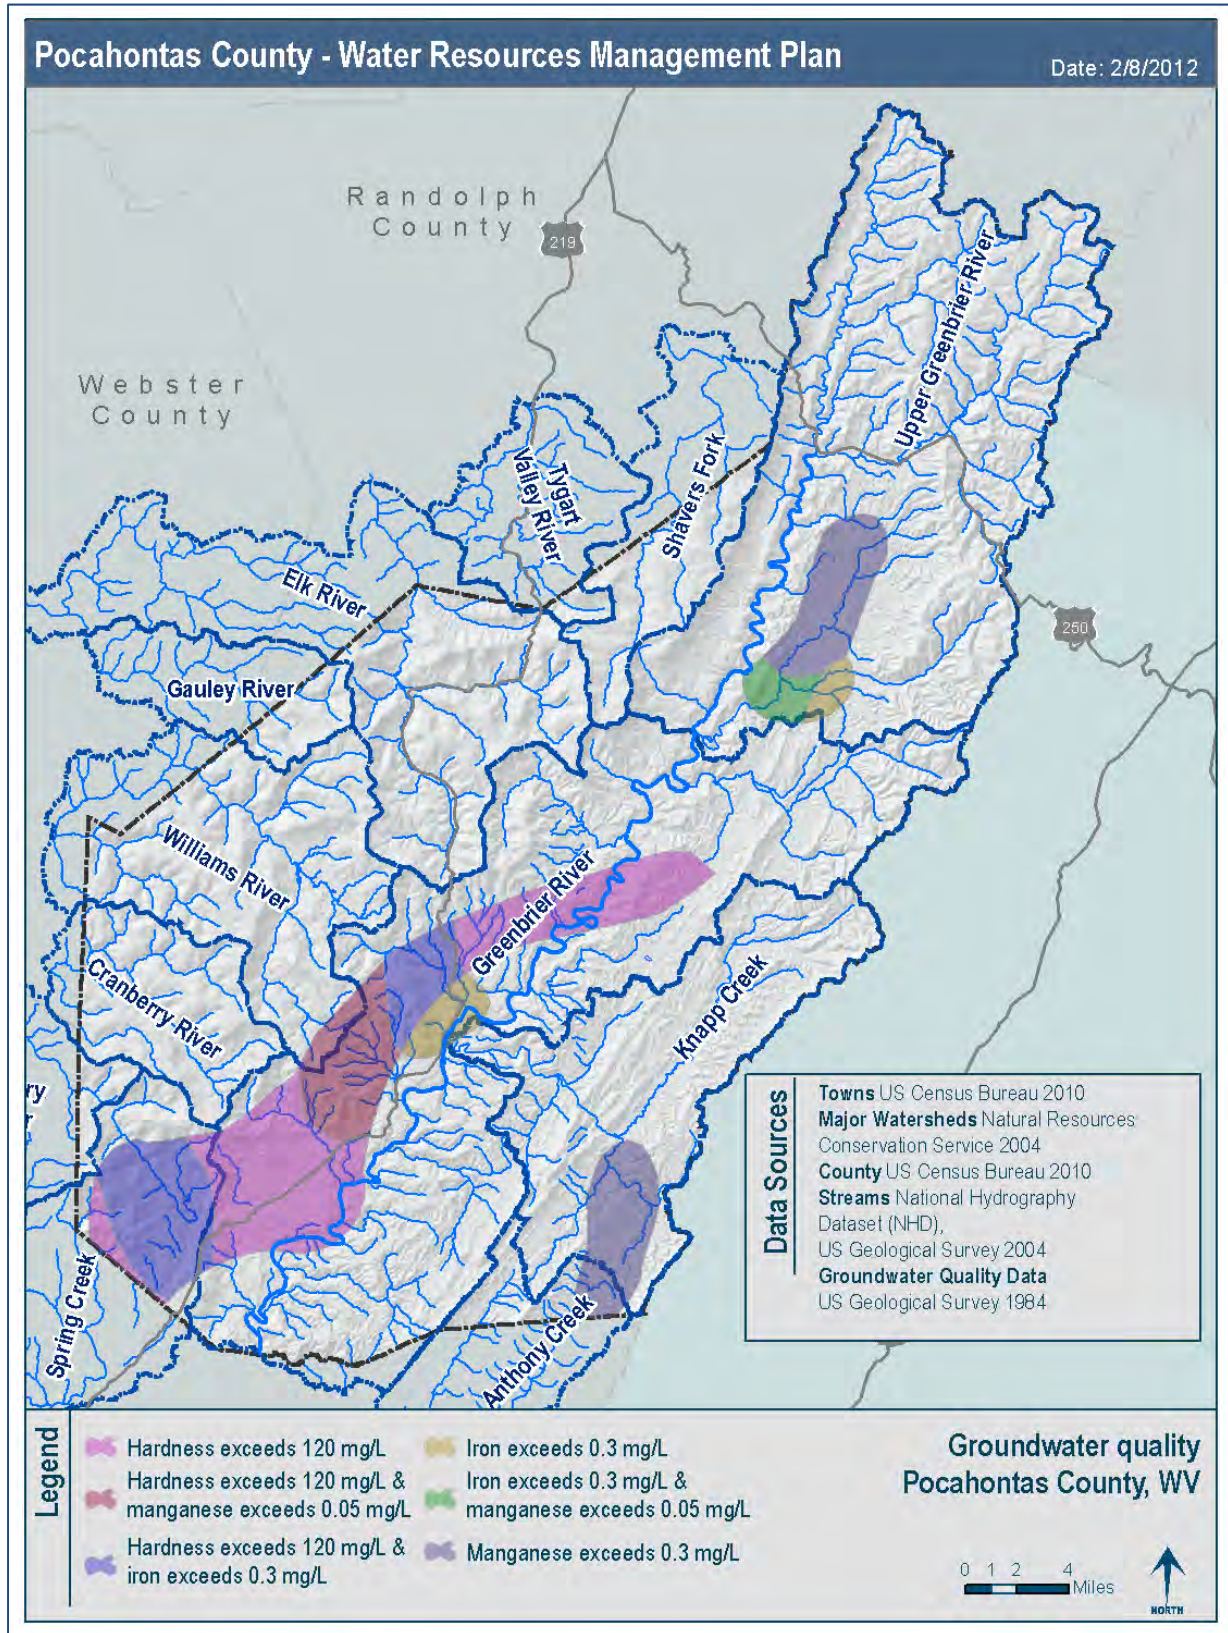 Pocahontas County - Water Resources Management Plan
Date: 2/8/2012
Randolph
County
219
Webster
County
Upper Greenbrier River
Tygart
Valley River
Shavers Fork
Elk River
250
Gauley River
Williams River
Greenbrier River
Cranberry River
Knapp Creek
ry
Spring Creek
Anthony Creek
Data Sources
Towns US Census Bureau 2010
Major Watersheds Natural Resources
Conservation Service 2004
County US Census Bureau 2010
Streams National Hydrography
Dataset (NHD),
US Geological Survey 2004
Groundwater Quality Data
US Geological Survey 1984
Legend
Hardness exceeds 120 mg/L
Hardness exceeds 120 mg/L &
manganese exceeds 0.05 mg/L
Hardness exceeds 120 mg/L &
iron exceeds 0.3 mg/L
Iron exceeds 0.3 mg/L
Iron exceeds 0.3 mg/L &
manganese exceeds 0.05 mg/L
Manganese exceeds 0.3 mg/L
Groundwater quality
Pocahontas County, WV
0 1 2 4
Miles
NORTH